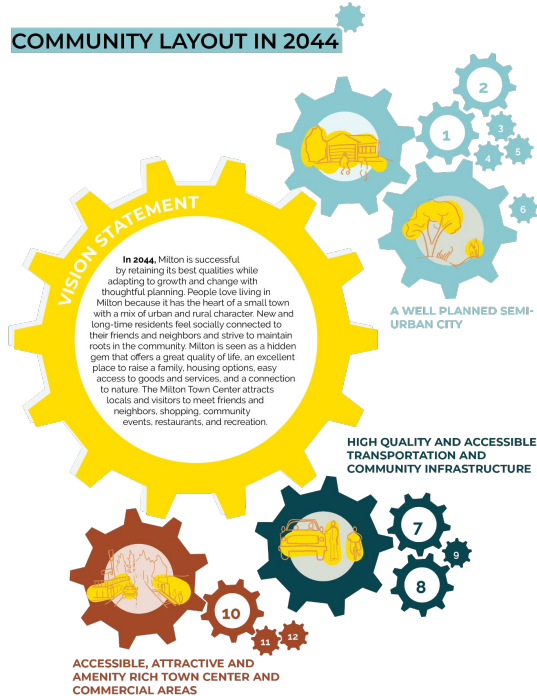 COMMUNITY LAYOUT IN 2044
2
1
3
4
5
6
A WELL PLANNED SEMI-
URBAN CITY
VISION STATEMENT
In 2044, Milton is successful
by retaining its best qualities while
adapting to growth and change with
thoughtful planning. People love living in
Milton because it has the heart of a small town
with a mix of urban and rural character. New and
long-time residents feel socially connected to
their friends and neighbors and strive to maintain
roots in the community. Milton is seen as a hidden
gem that offers a great quality of life, an excellent
place to raise a family, housing options, easy
access to goods and services, and a connection
to nature. The Milton Town Center attracts
locals and visitors to meet friends and
neighbors, shopping, community
events, restaurants, and recreation.
HIGH QUALITY AND ACCESSIBLE
TRANSPORTATION AND
COMMUNITY INFRASTRUCTURE
7
9
8
10
11
12
ACCESSIBLE, ATTRACTIVE AND
AMENITY RICH TOWN CENTER AND
COMMERCIAL AREAS